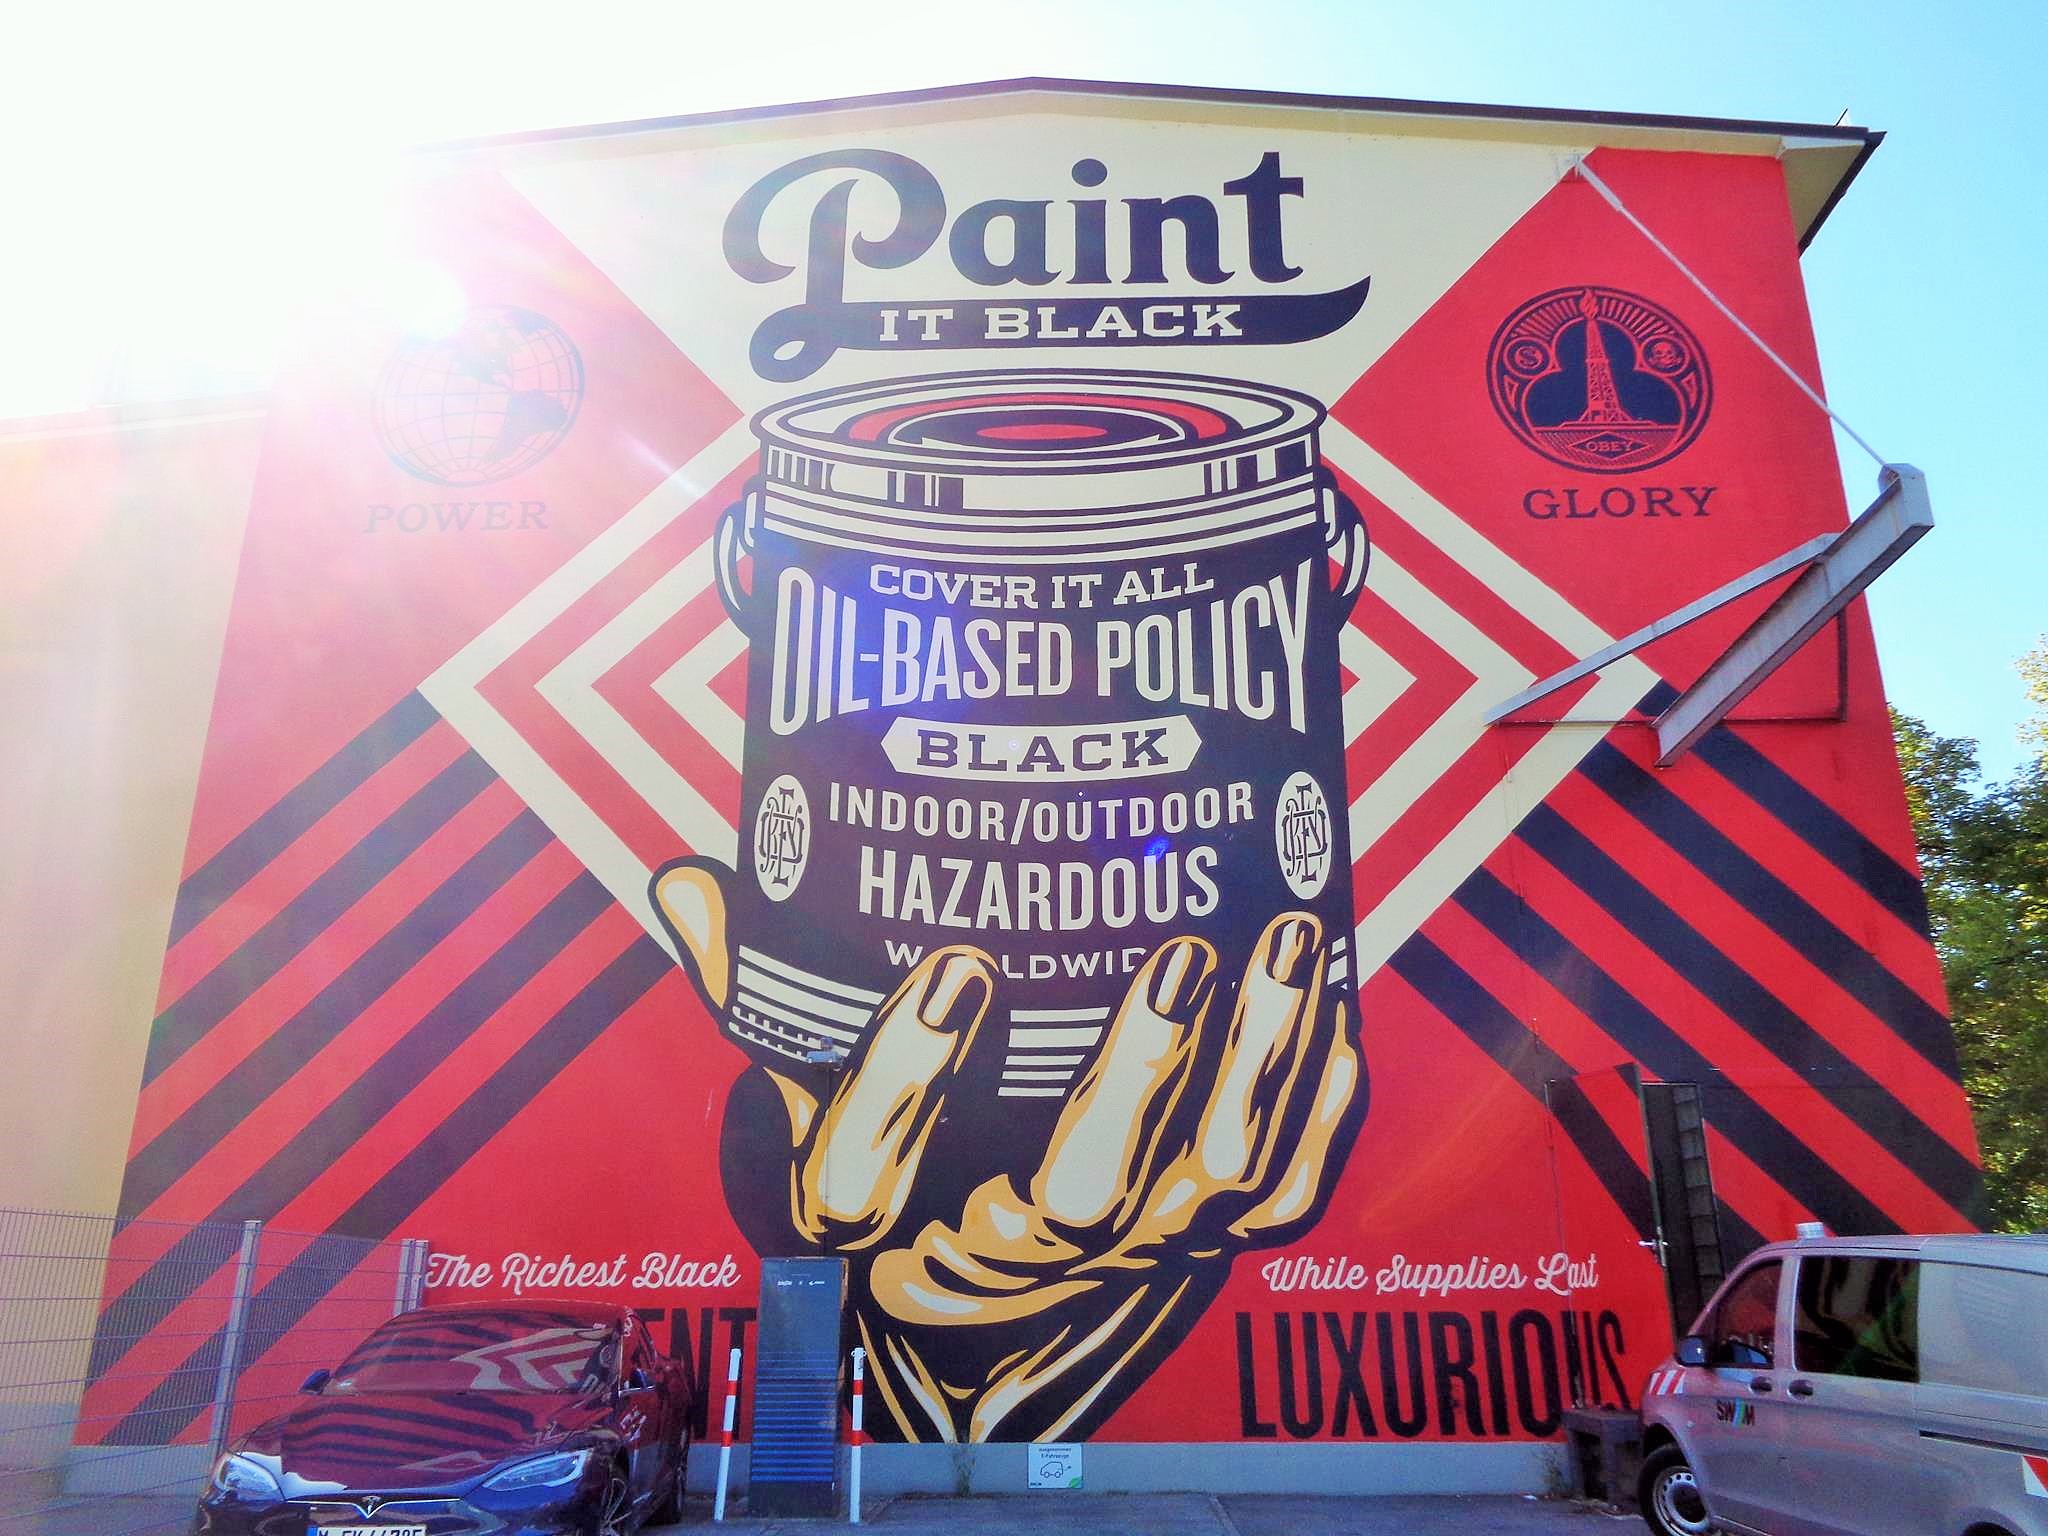 Paint
IT BLACK
POWER
OBEY
GLORY
COVER IT ALL
OIL-BASED POLICY
BLACK
INDOOR/OUTDOOR
HAZARDOUS
The Richest Black
While Supplies Last
LUXURIOUS
SWM